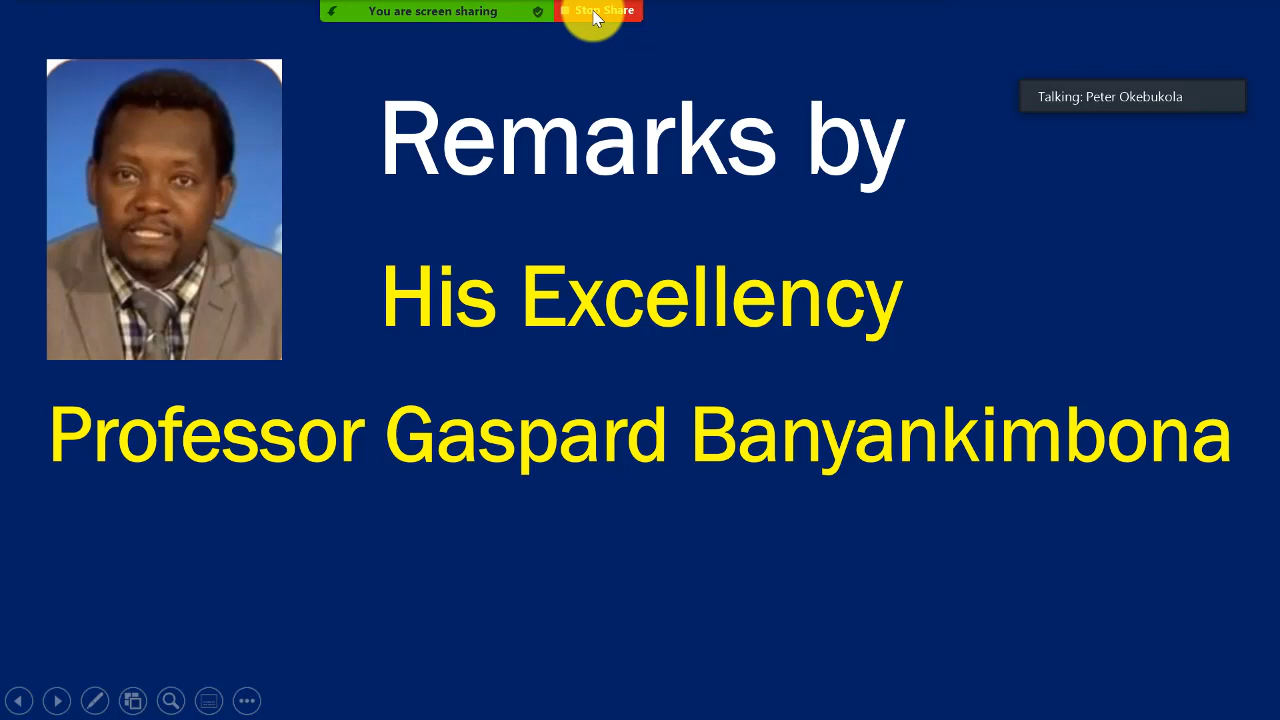 You are screen sharing
Stop Share
Talking: Peter Okebukola
Remarks by
His Excellency
Professor Gaspard Banyankimbona